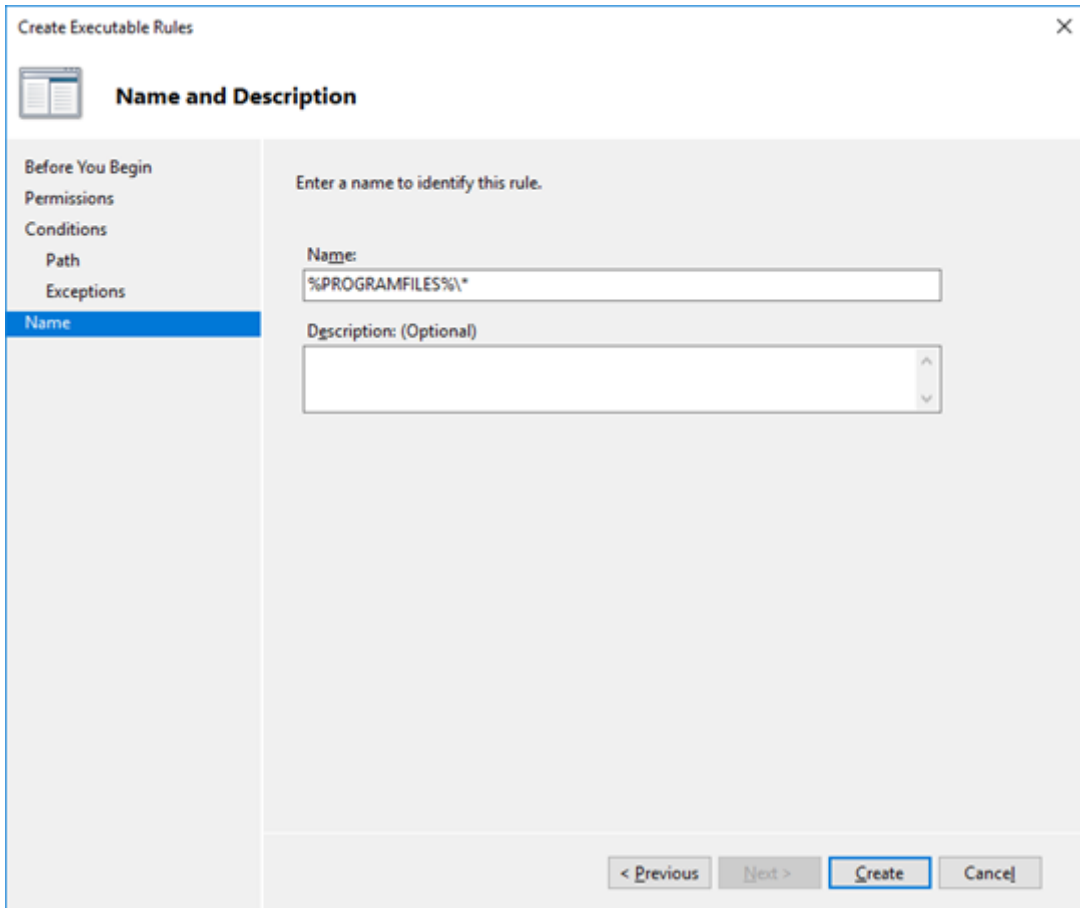 Create Executable Rules
Name and Description
Before You Begin
Permissions
Conditions
Path
Exceptions
Name
Enter a name to identify this rule.
Name:
%PROGRAMFILES%\*
Description: (Optional)
< Previous
Next >
Create
Cancel